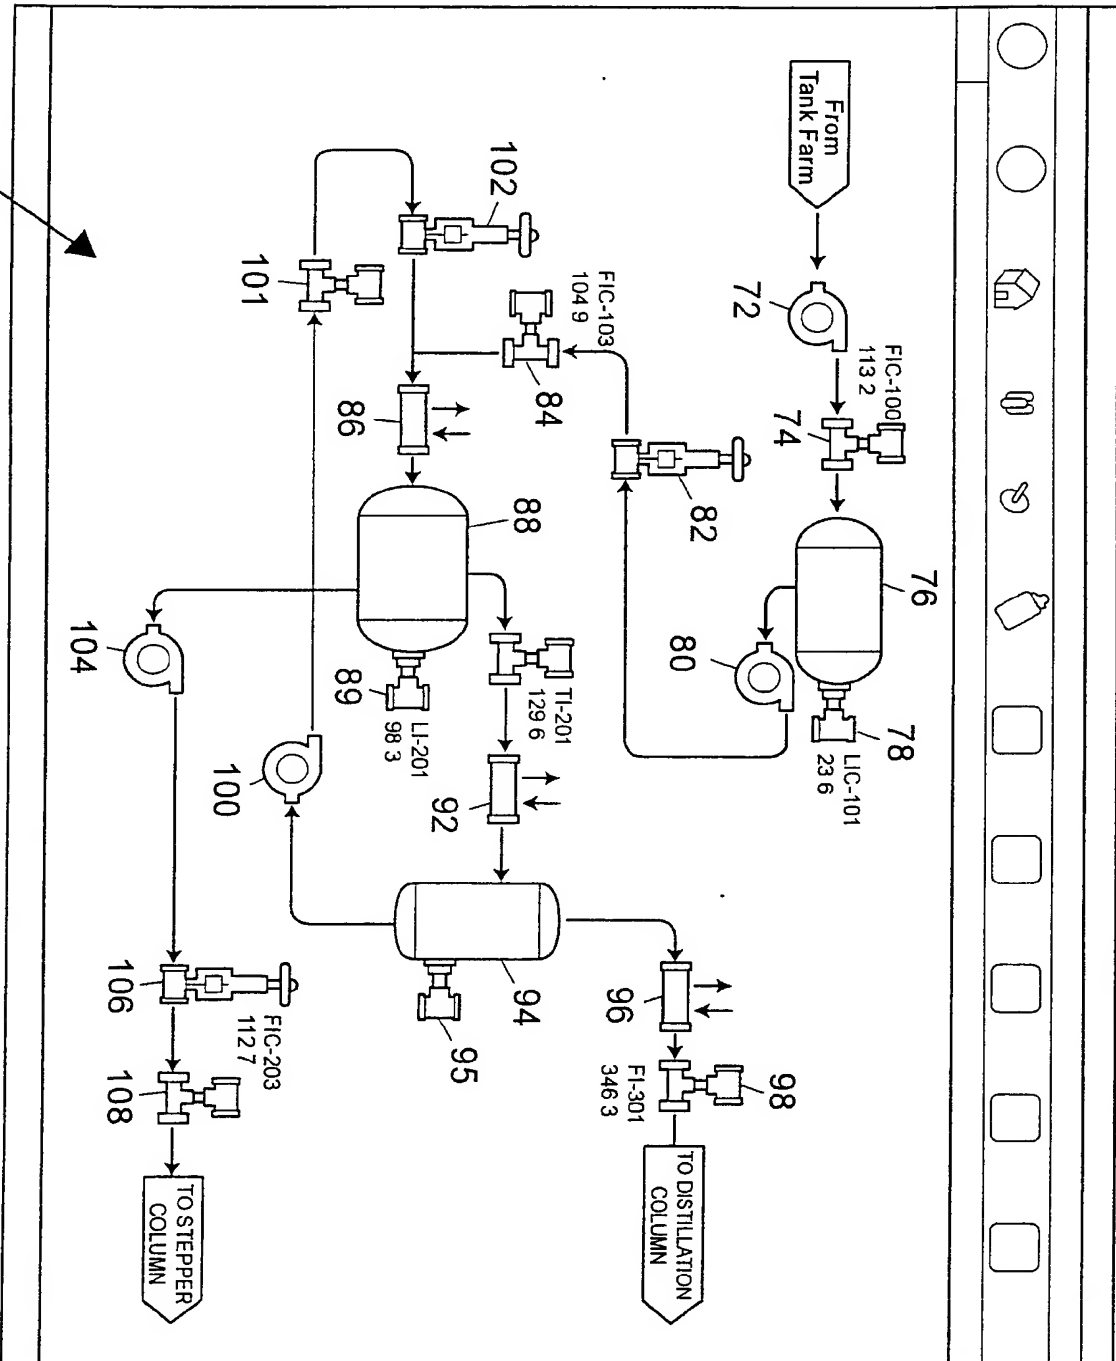 From
Tank Farm
72
FIC-100
113 2
74
76
78
LIC-101
23 6
80
82
FIC-103
104 9
84
102
101
86
88
89
LI-201
98 3
TI-201
129 6
92
94
95
96
98
FI-301
346 3
TO DISTILLATION
COLUMN
100
104
106
FIC-203
112 7
108
TO STEPPER
COLUMN